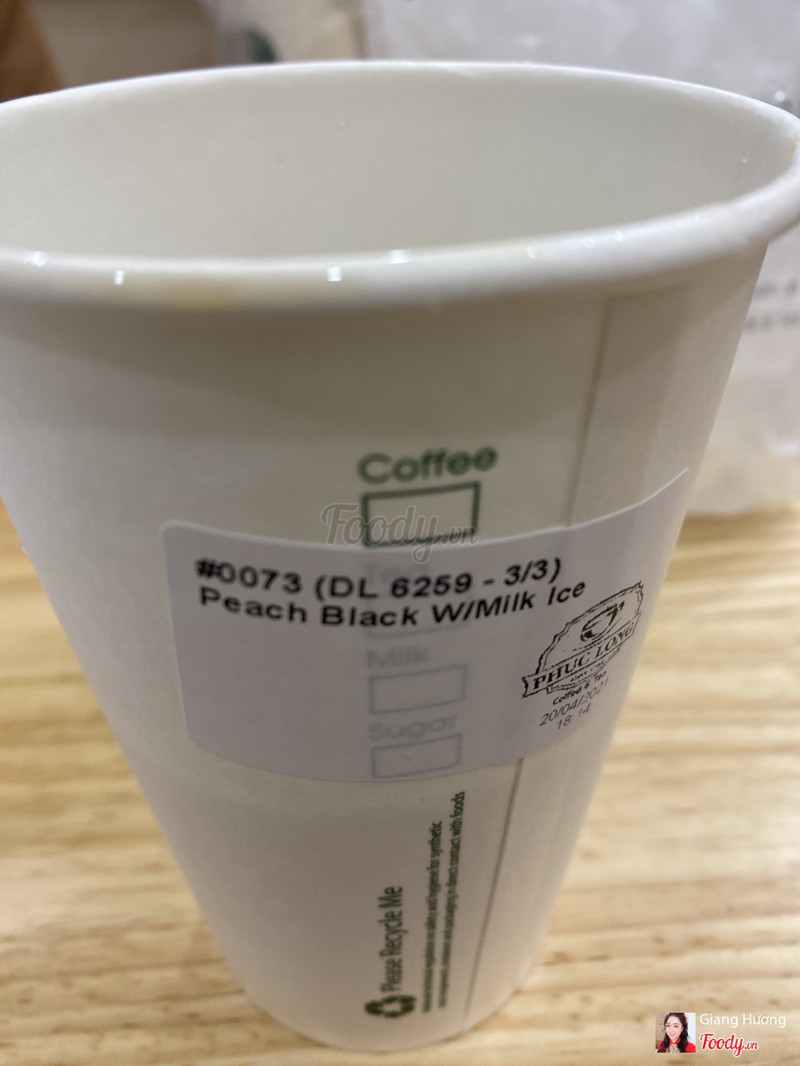 Coffee
Foody.vn
#0073 (DL 6259 - 3/3)
Peach Black W/Milk Ice
Milk
Sugar
PHUC LONG
Coffee & Tea
20/04/2021
18:14
Please Recycle Me
Giang Hương
Foody.vn